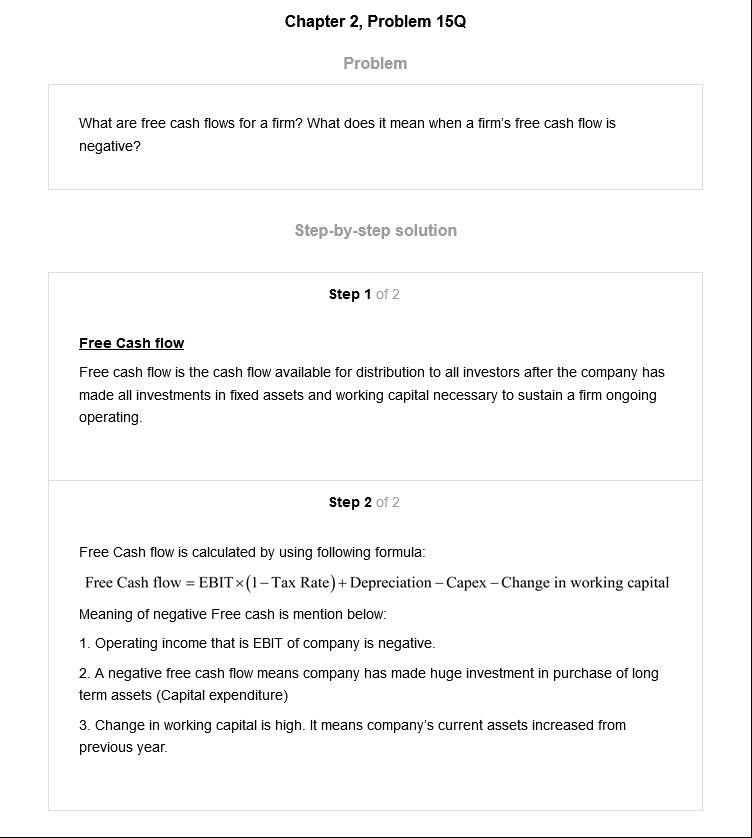 Chapter 2, Problem 15Q
Problem
What are free cash flows for a firm? What does it mean when a firm's free cash flow is
negative?
Step-by-step solution
Step 1 of 2
Free Cash flow
Free cash flow is the cash flow available for distribution to all investors after the company has
made all investments in fixed assets and working capital necessary to sustain a firm ongoing
operating.
Step 2 of 2
Free Cash flow is calculated by using following formula:
Free Cash flow = EBIT×(1−Tax Rate)+Depreciation−Capex−Change in working capital
Meaning of negative Free cash is mention below:
1. Operating income that is EBIT of company is negative.
2. A negative free cash flow means company has made huge investment in purchase of long
term assets (Capital expenditure)
3. Change in working capital is high. It means company's current assets increased from
previous year.